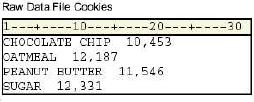 Raw Data File Cookies
1---+----10---+----20---+----30
CHOCOLATE CHIP  10,453
OATMEAL  12,187
PEANUT BUTTER  11,546
SUGAR  12,331